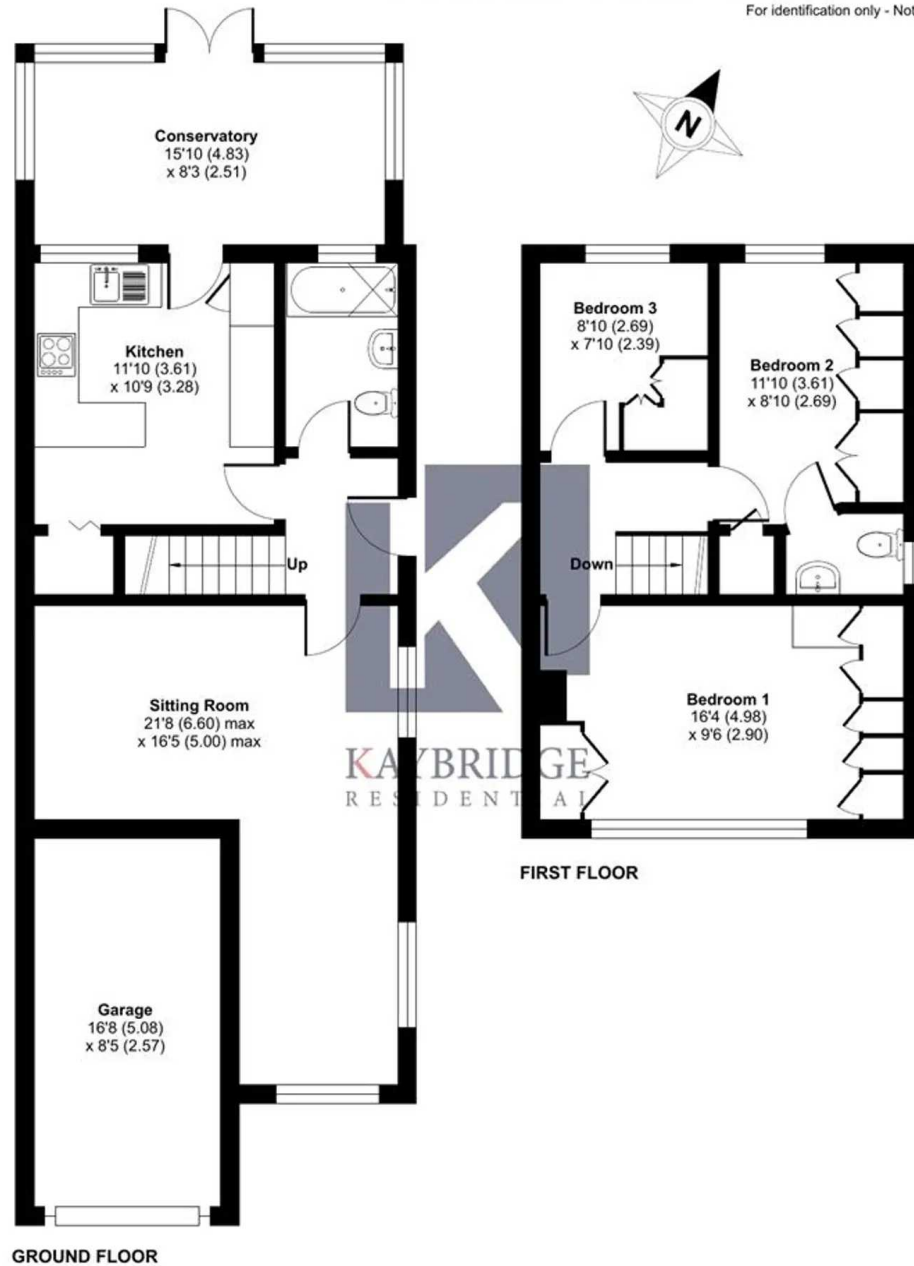 For identification only - Not
N
Conservatory
15'10 (4.83)
x 8'3 (2.51)
Kitchen
11'10 (3.61)
x 10'9 (3.28)
Up
Sitting Room
21'8 (6.60) max
x 16'5 (5.00) max
Garage
16'8 (5.08)
x 8'5 (2.57)
GROUND FLOOR
Bedroom 3
8'10 (2.69)
x 7'10 (2.39)
Bedroom 2
11'10 (3.61)
x 8'10 (2.69)
Down
Bedroom 1
16'4 (4.98)
x 9'6 (2.90)
FIRST FLOOR
K
KAYBRIDGE
RESIDENTIAL